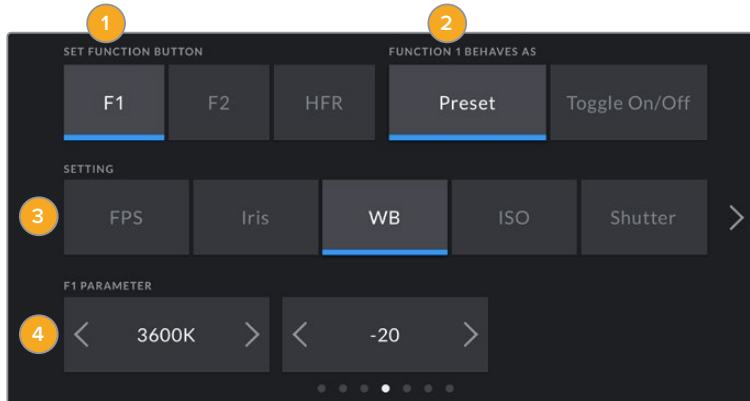 1 2
SET FUNCTION BUTTON FUNCTION 1 BEHAVES AS
F1 F2 HFR Preset Toggle On/Off
SETTING
3 FPS Iris WB ISO Shutter
F1 PARAMETER
4 3600K -20